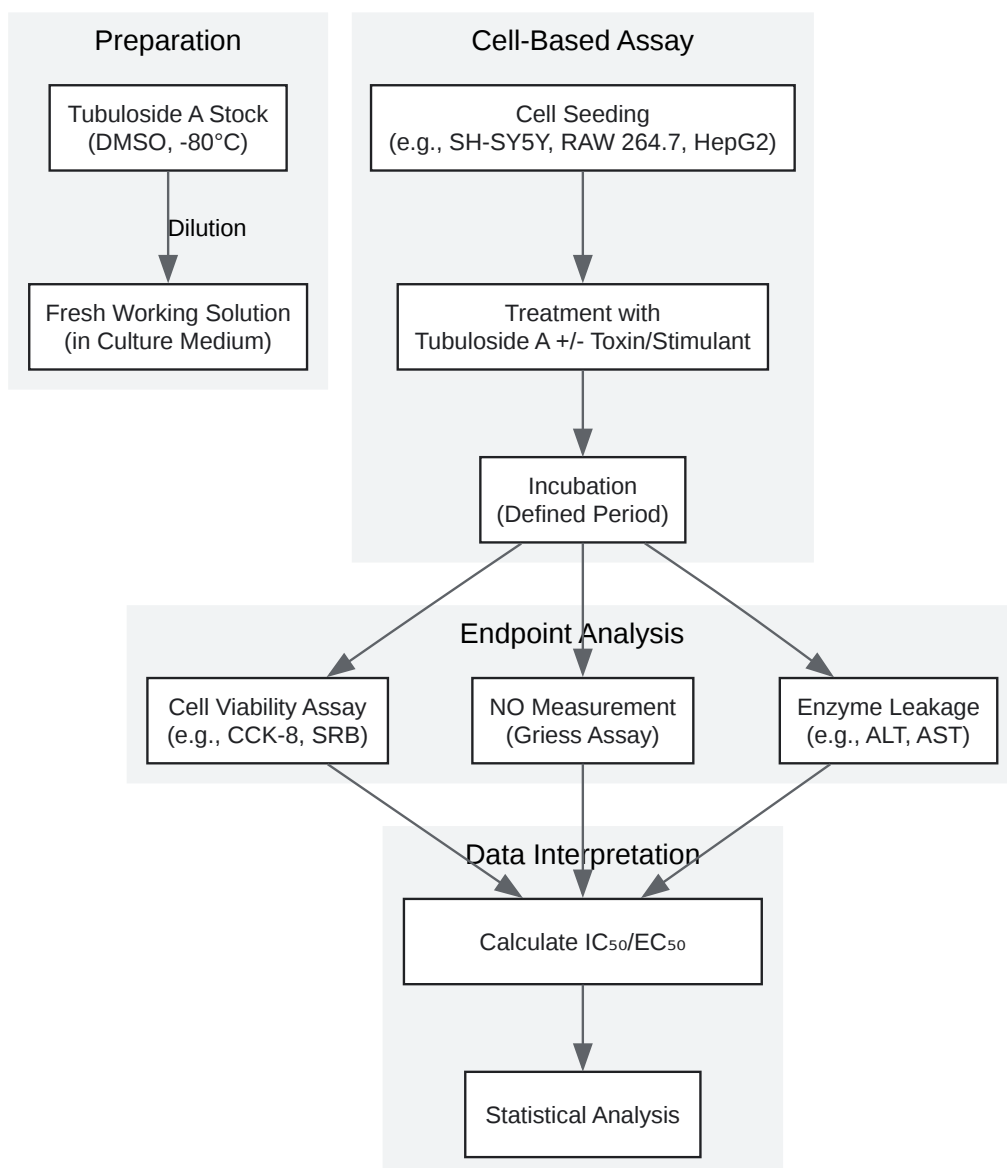 Preparation
Tubuloside A Stock
(DMSO, -80°C)
Dilution
Fresh Working Solution
(in Culture Medium)
Cell-Based Assay
Cell Seeding
(e.g., SH-SY5Y, RAW 264.7, HepG2)
Treatment with
Tubuloside A +/- Toxin/Stimulant
Incubation
(Defined Period)
Endpoint Analysis
Cell Viability Assay
(e.g., CCK-8, SRB)
NO Measurement
(Griess Assay)
Enzyme Leakage
(e.g., ALT, AST)
Data Interpretation
Calculate IC₅₀/EC₅₀
Statistical Analysis